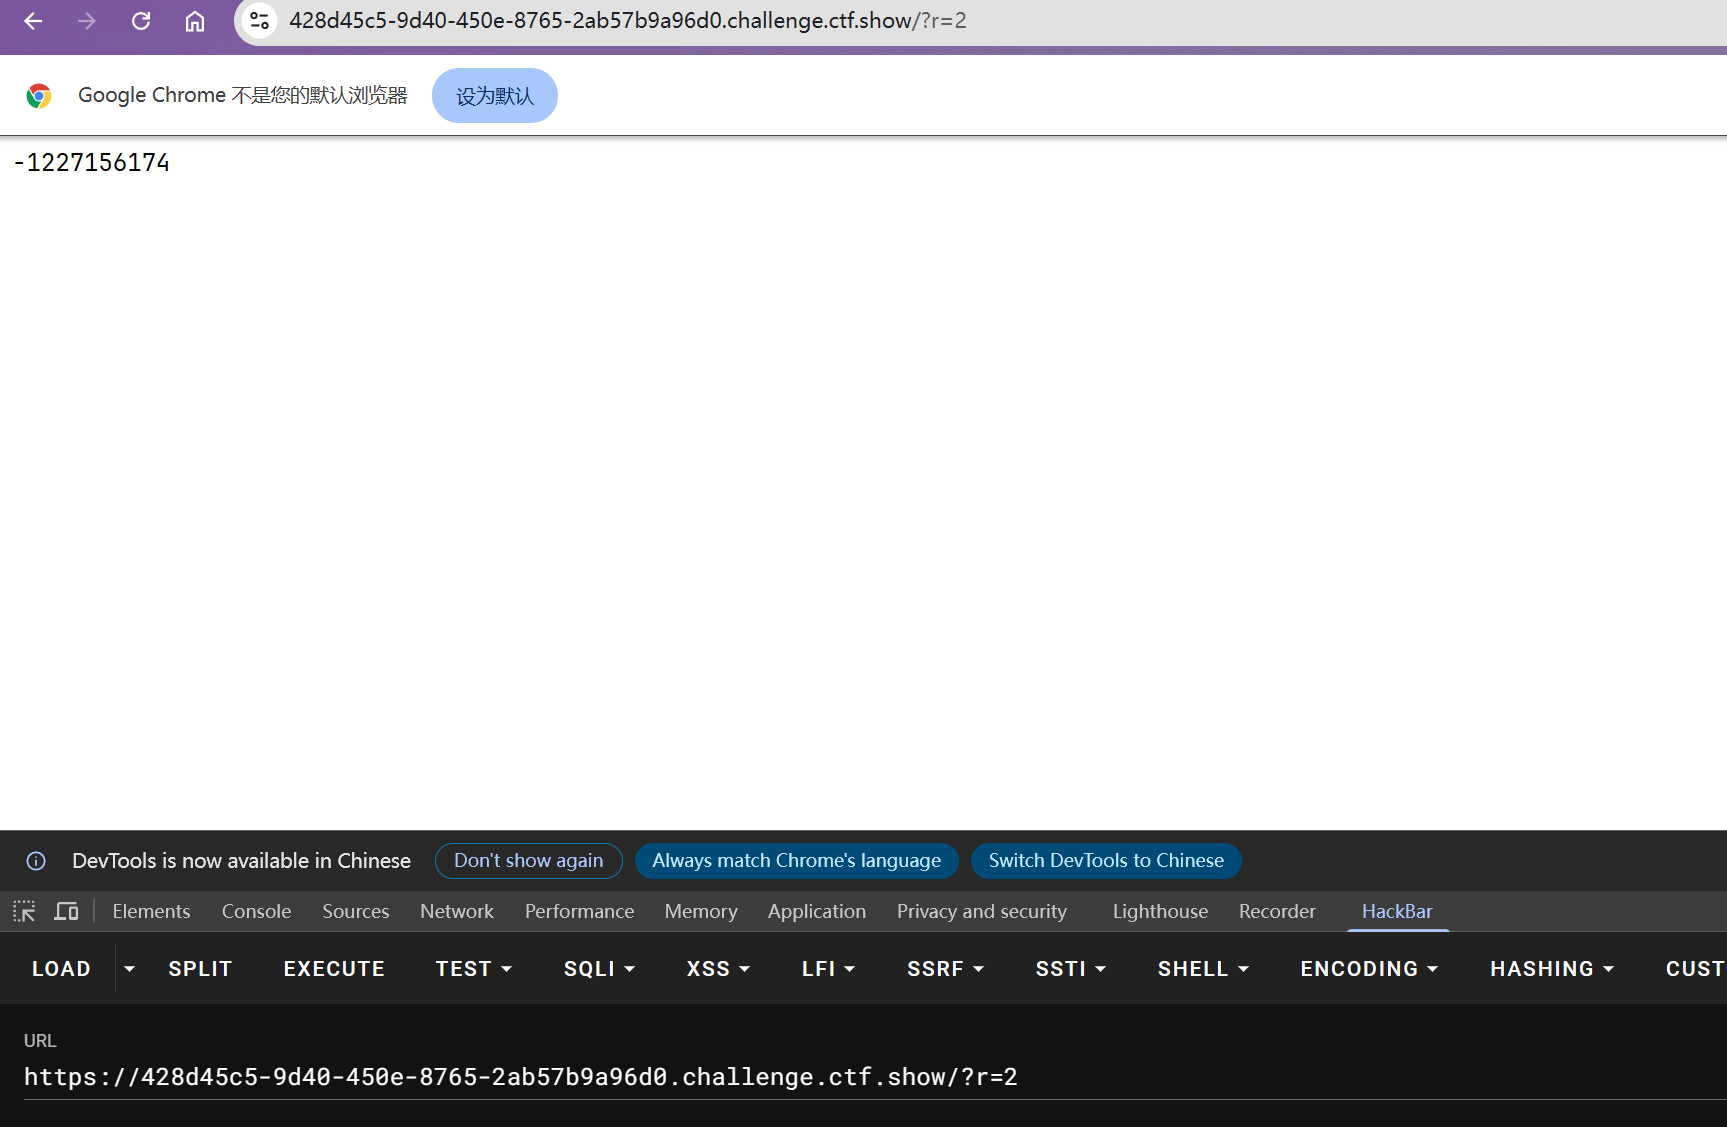 428d45c5-9d40-450e-8765-2ab57b9a96d0.challenge.ctf.show/?r=2
Google Chrome 不是您的默认浏览器 设为默认
-1227156174
DevTools is now available in Chinese Don't show again Always match Chrome's language Switch DevTools to Chinese
Elements Console Sources Network Performance Memory Application Privacy and security Lighthouse Recorder HackBar
LOAD SPLIT EXECUTE TEST SQLI XSS LFI SSRF SSTI SHELL ENCODING HASHING CUST
URL
https://428d45c5-9d40-450e-8765-2ab57b9a96d0.challenge.ctf.show/?r=2